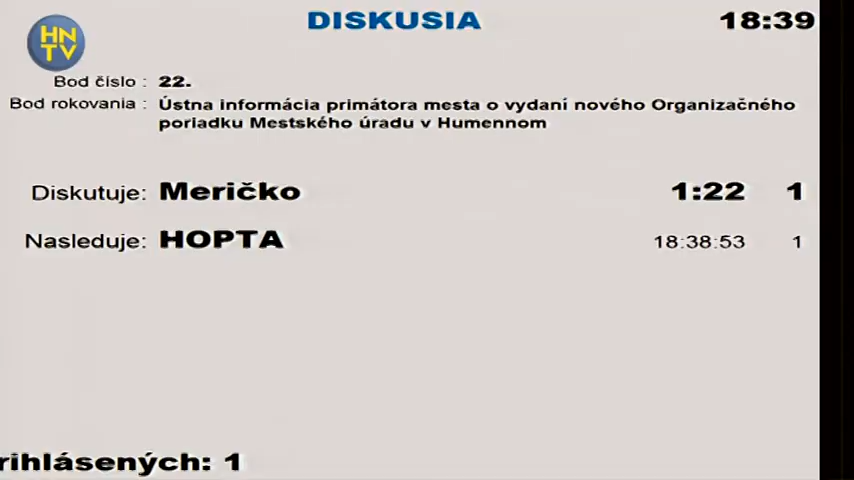 HN
TV
DISKUSIA 18:39
Bod číslo : 22.
Bod rokovania : Ústna informácia primátora mesta o vydaní nového Organizačného
poriadku Mestského úradu v Humennom
Diskutuje: Meričko 1:22 1
Nasleduje: HOPTA 18:38:53 1
rihlásených: 1